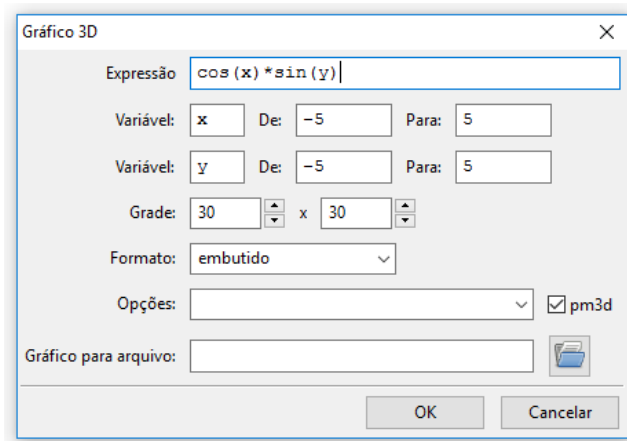 Gráfico 3D
Expressão cos(x)*sin(y)
Variável: x De: -5 Para: 5
Variável: y De: -5 Para: 5
Grade: 30 x 30
Formato: embutido
Opções: pm3d
Gráfico para arquivo:
OK Cancelar